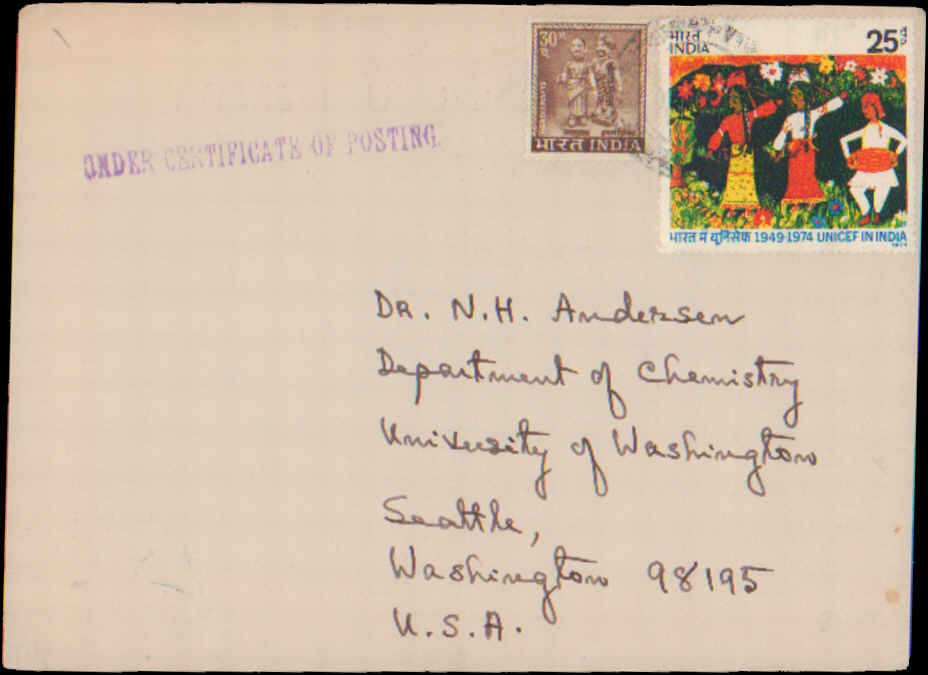 30 P
भारत INDIA
भारत
INDIA
25 P
भारत में यूनिसेफ 1949-1974 UNICEF IN INDIA
UNDER CERTIFICATE OF POSTING.
DR. N.H. Andersen
Department of Chemistry
University of Washington
Seattle,
Washington 98195
U.S.A.